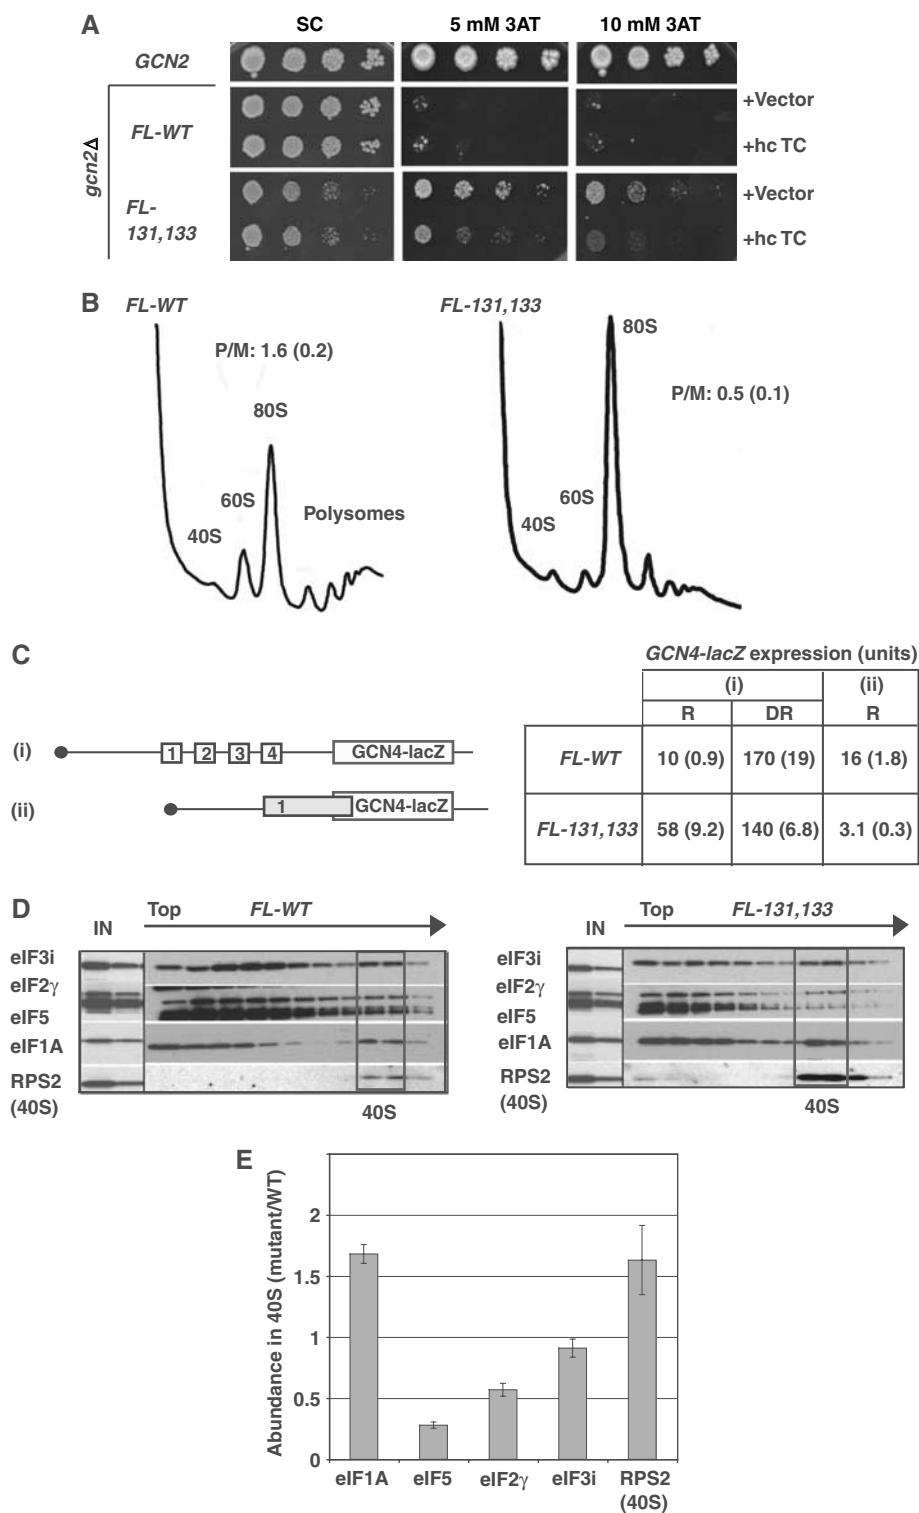 A
SC 5 mM 3AT 10 mM 3AT
GCN2
gcn2Δ
FL-WT
+Vector
+hc TC
FL-
131,133
+Vector
+hc TC
B
FL-WT
P/M: 1.6 (0.2)
80S
60S
40S
Polysomes
FL-131,133
80S
P/M: 0.5 (0.1)
60S
40S
C
(i)
1 2 3 4 GCN4-lacZ
(ii)
1 GCN4-lacZ
GCN4-lacZ expression (units)
(i) (ii)
R DR R
FL-WT 10 (0.9) 170 (19) 16 (1.8)
FL-131,133 58 (9.2) 140 (6.8) 3.1 (0.3)
D
IN Top FL-WT
eIF3i
eIF2γ
eIF5
eIF1A
RPS2
(40S)
40S
IN Top FL-131,133
eIF3i
eIF2γ
eIF5
eIF1A
RPS2
(40S)
40S
E
Abundance in 40S (mutant/WT)
2
1.5
1
0.5
0
eIF1A eIF5 eIF2γ eIF3i RPS2
(40S)